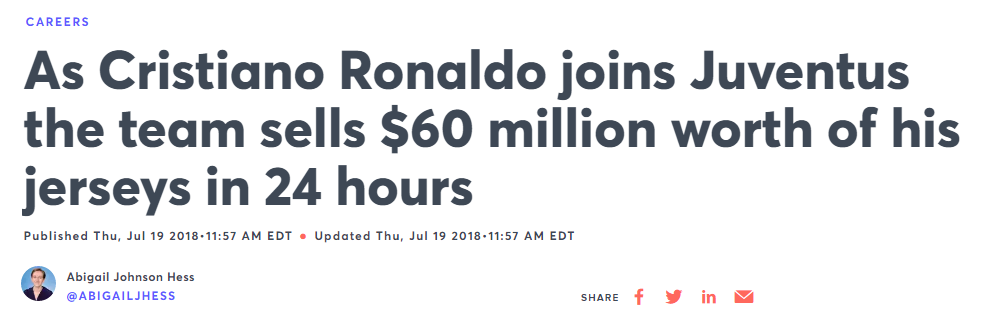 CAREERS
As Cristiano Ronaldo joins Juventus
the team sells $60 million worth of his
jerseys in 24 hours
Published Thu, Jul 19 2018•11:57 AM EDT • Updated Thu, Jul 19 2018•11:57 AM EDT
Abigail Johnson Hess
@ABIGAILJHESS
SHARE